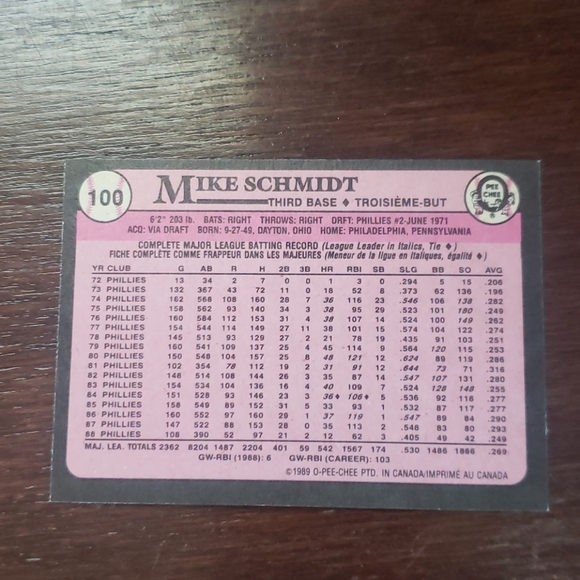 100
MIKE SCHMIDT
THIRD BASE ♦ TROISIÈME-BUT
O
PEE
CHEE
6'2" 203 lb. BATS: RIGHT THROWS: RIGHT DRFT: PHILLIES #2-JUNE 1971
ACQ: VIA DRAFT BORN: 9-27-49, DAYTON, OHIO HOME: PHILADELPHIA, PENNSYLVANIA
COMPLETE MAJOR LEAGUE BATTING RECORD (League Leader in Italics, Tie ♦)
FICHE COMPLÈTE COMME FRAPPEUR DANS LES MAJEURES (Meneur de la ligue en italiques, égalité ♦)
YR CLUB G AB R H 2B 3B HR RBI SB SLG BB SO AVG
72 PHILLIES 13 34 2 7 0 0 1 3 0 .294 5 15 .206
73 PHILLIES 132 367 43 72 11 0 18 52 8 .373 62 136 .196
74 PHILLIES 162 568 108 160 28 7 36 116 23 .546 106 138 .282
75 PHILLIES 158 562 93 140 34 3 38 95 29 .523 101 180 .249
76 PHILLIES 160 584 112 153 31 4 38 107 14 .524 100 149 .262
77 PHILLIES 154 544 114 149 27 11 38 101 15 .574 104 122 .274
78 PHILLIES 145 513 93 129 27 2 21 78 19 .435 91 103 .251
79 PHILLIES 160 541 109 137 25 4 45 114 9 .564 120 115 .253
80 PHILLIES 150 548 104 157 25 8 48 121 12 .624 89 119 .286
81 PHILLIES 102 354 78 112 19 2 31 91 12 .644 73 71 .316
82 PHILLIES 148 514 108 144 26 3 35 87 14 .547 107 131 .280
83 PHILLIES 154 534 104 136 16 4 40 109 7 .524 128 148 .255
84 PHILLIES 151 528 93 146 23 3 36♦ 106♦ 5 .536 92 116 .277
85 PHILLIES 158 549 89 152 31 5 33 93 1 .532 87 117 .277
86 PHILLIES 160 552 97 160 29 1 37 119 1 .547 89 84 .290
87 PHILLIES 147 522 88 153 28 0 35 113 2 .548 83 80 .293
88 PHILLIES 108 390 52 97 21 2 12 62 3 .405 49 42 .249
MAJ. LEA. TOTALS 2362 8204 1487 2204 401 59 542 1567 174 .530 1486 1866 .269
GW-RBI (1988): 6 GW-RBI (CAREER): 103
©1989 O-PEE-CHEE PTD. IN CANADA/IMPRIMÉ AU CANADA